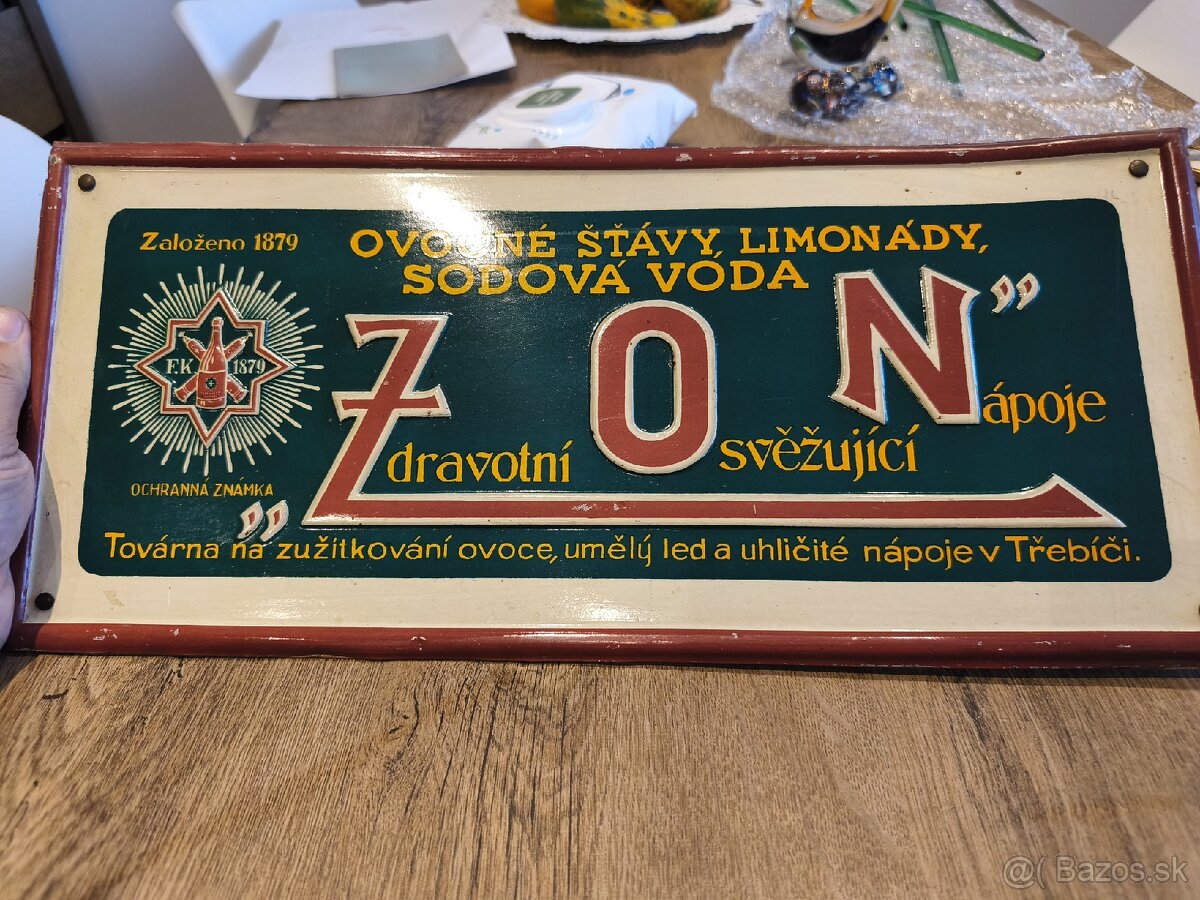 Založeno 1879
OVOCNÉ ŠŤÁVY, LIMONÁDY,
SODOVÁ VODA
F.K. 1879
„ZON”
Zdravotní Osvěžující Nápoje
OCHRANNÁ ZNÁMKA
Továrna na zužitkování ovoce, umělý led a uhličité nápoje v Třebíči.
@( Bazos.sk